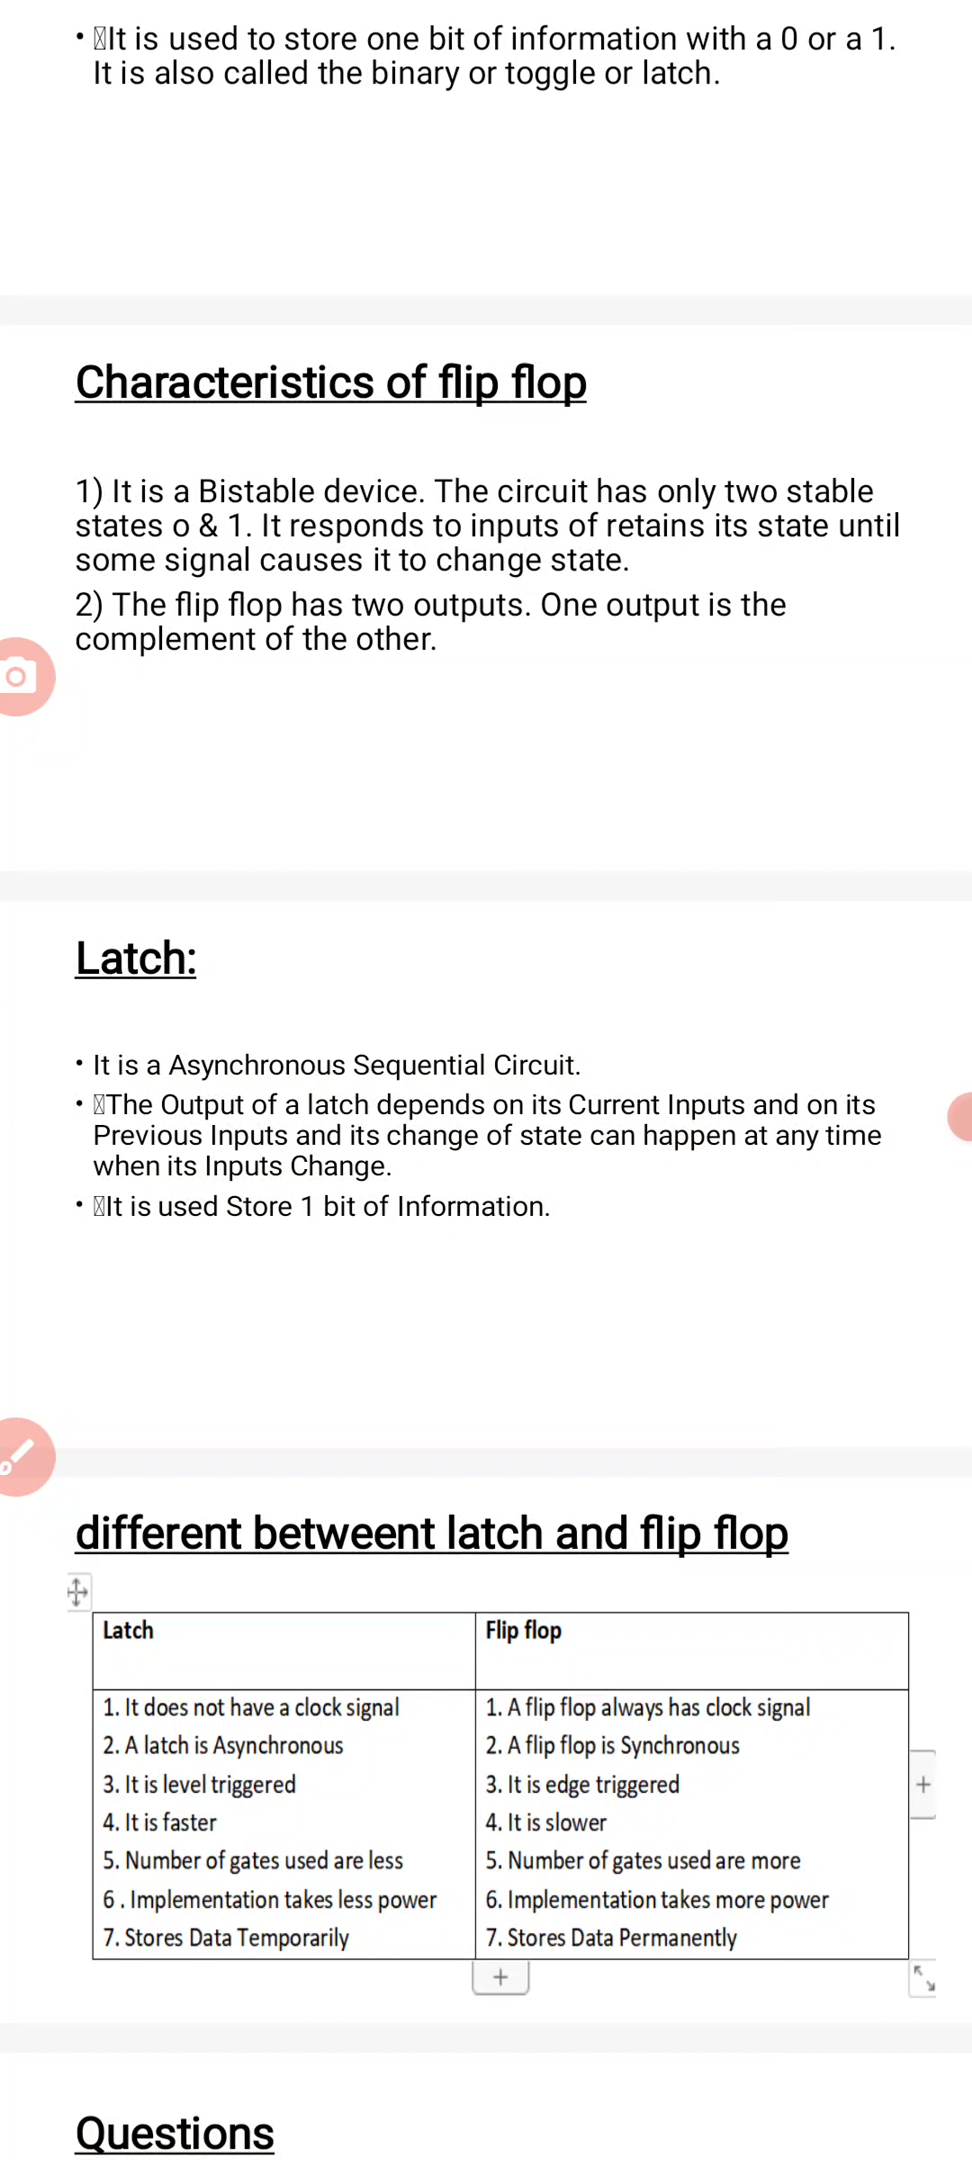 • It is used to store one bit of information with a 0 or a 1.
It is also called the binary or toggle or latch.
Characteristics of flip flop
1) It is a Bistable device. The circuit has only two stable
states o & 1. It responds to inputs of retains its state until
some signal causes it to change state.
2) The flip flop has two outputs. One output is the
complement of the other.
Latch:
• It is a Asynchronous Sequential Circuit.
• The Output of a latch depends on its Current Inputs and on its
Previous Inputs and its change of state can happen at any time
when its Inputs Change.
• It is used Store 1 bit of Information.
different betweent latch and flip flop
Latch
Flip flop
1. It does not have a clock signal
2. A latch is Asynchronous
3. It is level triggered
4. It is faster
5. Number of gates used are less
6 . Implementation takes less power
7. Stores Data Temporarily
1. A flip flop always has clock signal
2. A flip flop is Synchronous
3. It is edge triggered
4. It is slower
5. Number of gates used are more
6. Implementation takes more power
7. Stores Data Permanently
Questions